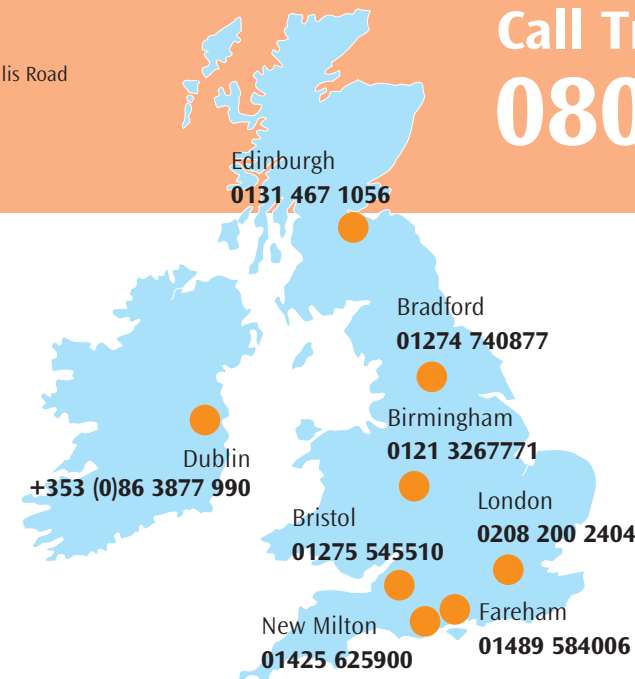 Call Tr
lis Road
080
Edinburgh
0131 467 1056
Bradford
01274 740877
Birmingham
0121 3267771
Dublin
+353 (0)86 3877 990
London
0208 200 2404
Bristol
01275 545510
Fareham
01489 584006
New Milton
01425 625900